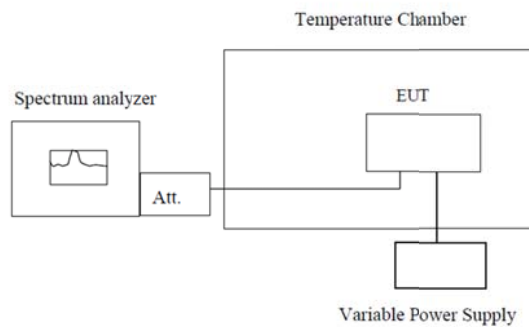 Temperature Chamber
Spectrum analyzer
EUT
Att.
Variable Power Supply